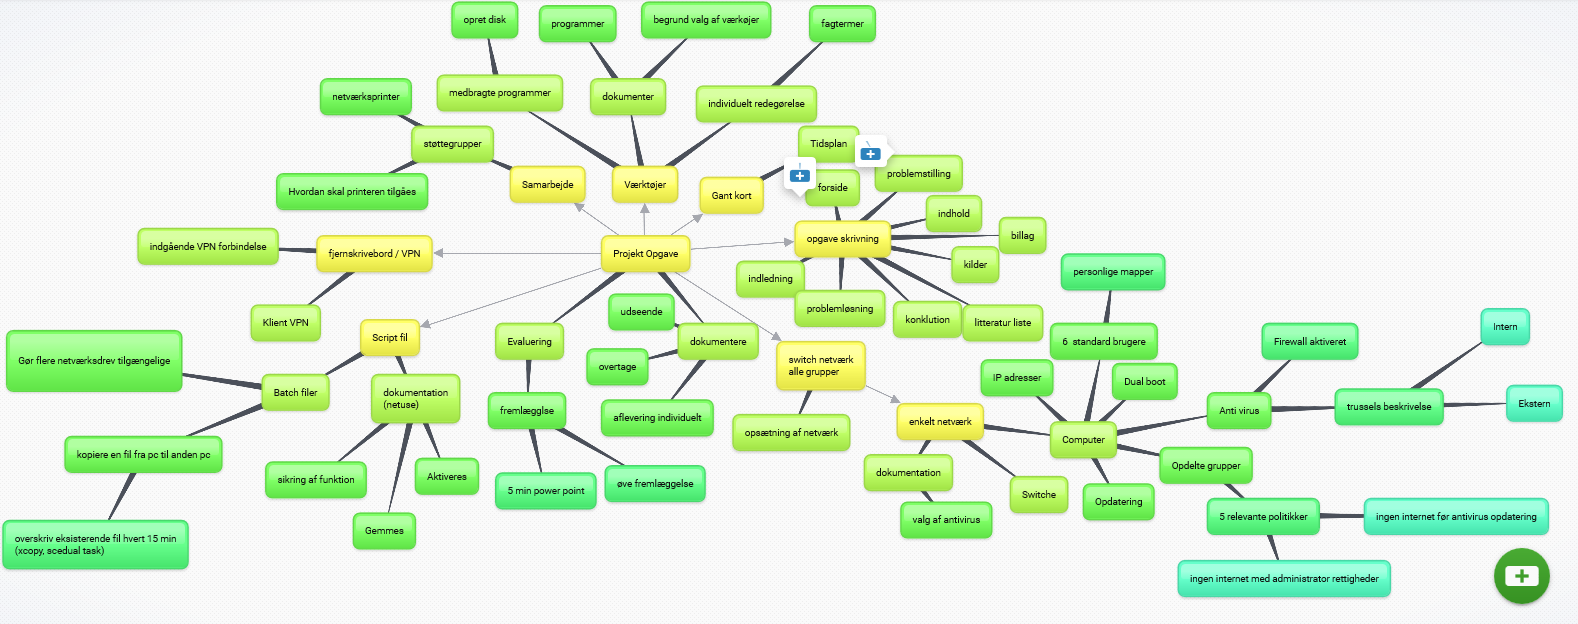 opret disk
programmer
begrund valg af værkøjer
fagtermer
netværksprinter
medbragte programmer
dokumenter
individuelt redegørelse
støttegrupper
Tidsplan
Hvordan skal printeren tilgåes
Samarbejde
Værktøjer
Gant kort
forside
problemstilling
indhold
billag
indgående VPN forbindelse
fjernskrivebord / VPN
Projekt Opgave
opgave skrivning
kilder
indledning
problemløsning
konklution
litteratur liste
personlige mapper
Klient VPN
Script fil
Evaluering
udseende
dokumentere
overtage
switch netværk
alle grupper
6 standard brugere
Firewall aktiveret
Intern
Gør flere netværksdrev tilgængelige
Batch filer
dokumentation
(netuse)
fremlægglse
aflevering individuelt
IP adresser
Dual boot
Anti virus
trussels beskrivelse
Ekstern
enkelt netværk
opsætning af netværk
Computer
kopiere en fil fra pc til anden pc
sikring af funktion
Aktiveres
5 min power point
øve fremlæggelse
dokumentation
Switche
Opdatering
Opdelte grupper
Gemmes
valg af antivirus
5 relevante politikker
ingen internet før antivirus opdatering
overskriv eksisterende fil hvert 15 min
(xcopy, scedual task)
ingen internet med administrator rettigheder